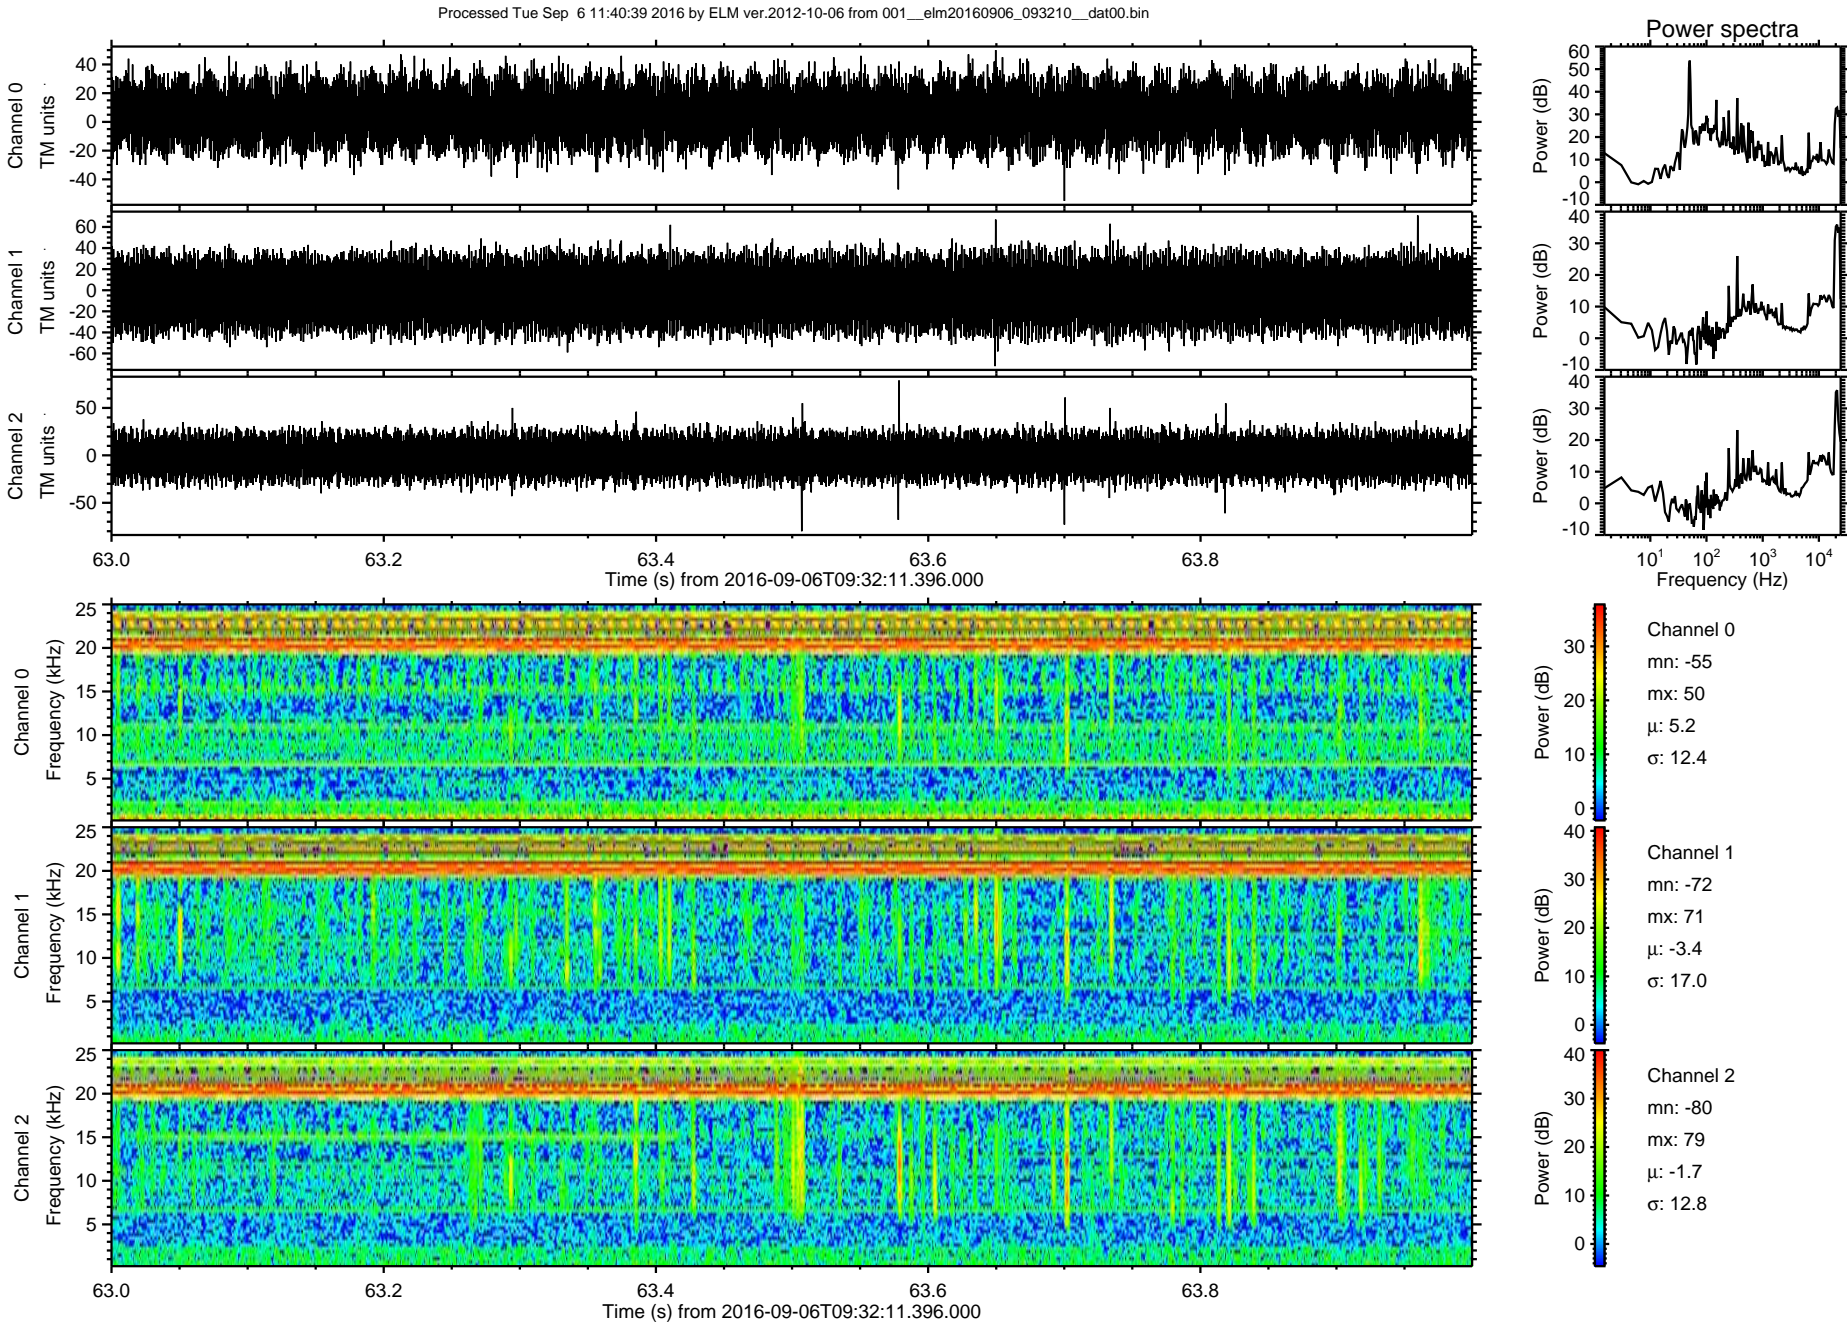 Processed Tue Sep 6 11:40:39 2016 by ELM ver.2012-10-06 from 001__elm20160906_093210__dat00.bin
Power spectra
Channel 0
TM units
40
20
0
-20
-40
Power (dB)
60
50
40
30
20
10
0
-10
Channel 1
TM units
60
40
20
0
-20
-40
-60
Power (dB)
40
30
20
10
0
-10
Channel 2
TM units
50
0
-50
Power (dB)
40
30
20
10
0
-10
63.0 63.2 63.4 63.6 63.8
Time (s) from 2016-09-06T09:32:11.396.000
10¹ 10² 10³ 10⁴
Frequency (Hz)
Channel 0
Frequency (kHz)
25
20
15
10
5
Power (dB)
30
20
10
0
Channel 0
mn: -55
mx: 50
μ: 5.2
σ: 12.4
Channel 1
Frequency (kHz)
25
20
15
10
5
Power (dB)
40
30
20
10
0
Channel 1
mn: -72
mx: 71
μ: -3.4
σ: 17.0
Channel 2
Frequency (kHz)
25
20
15
10
5
Power (dB)
40
30
20
10
0
Channel 2
mn: -80
mx: 79
μ: -1.7
σ: 12.8
63.0 63.2 63.4 63.6 63.8
Time (s) from 2016-09-06T09:32:11.396.000